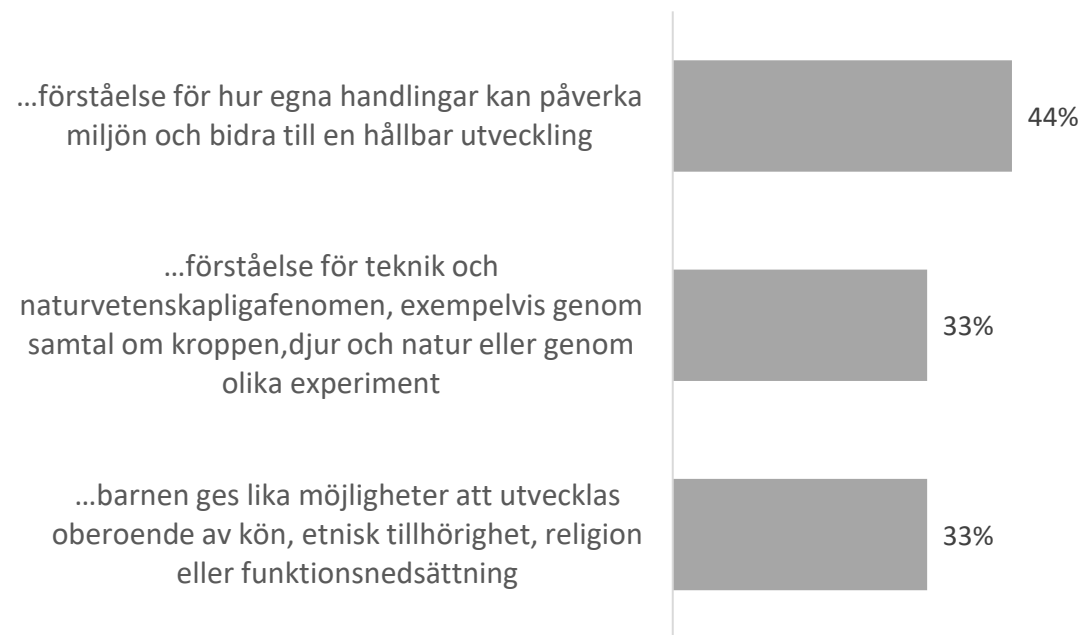 ...förståelse för hur egna handlingar kan påverka
miljön och bidra till en hållbar utveckling
44%
...förståelse för teknik och
naturvetenskapligafenomen, exempelvis genom
samtal om kroppen,djur och natur eller genom
olika experiment
33%
...barnen ges lika möjligheter att utvecklas
oberoende av kön, etnisk tillhörighet, religion
eller funktionsnedsättning
33%